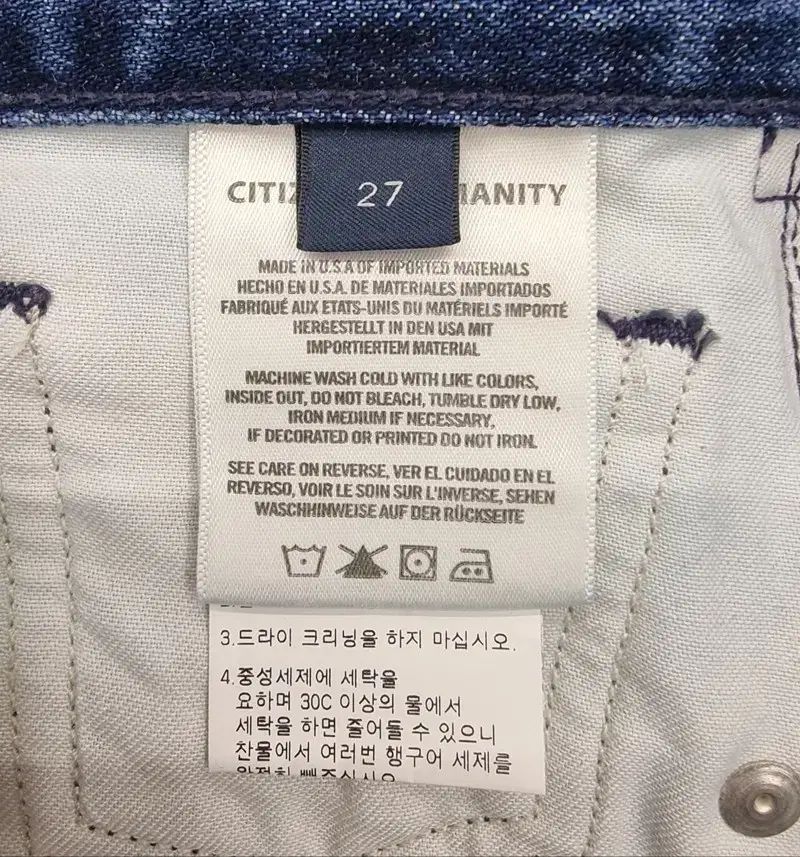 CITIZ
27
MANITY
MADE IN U.S.A OF IMPORTED MATERIALS
HECHO EN U.S.A. DE MATERIALES IMPORTADOS
FABRIQUÉ AUX ETATS-UNIS DU MATÉRIELS IMPORTÉ
HERGESTELLT IN DEN USA MIT
IMPORTIERTEM MATERIAL
MACHINE WASH COLD WITH LIKE COLORS,
INSIDE OUT, DO NOT BLEACH, TUMBLE DRY LOW,
IRON MEDIUM IF NECESSARY,
IF DECORATED OR PRINTED DO NOT IRON.
SEE CARE ON REVERSE, VER EL CUIDADO EN EL
REVERSO, VOIR LE SOIN SUR L'INVERSE, SEHEN
WASCHHINWEISE AUF DER RÜCKSEITE
3.드라이 크리닝을 하지 마십시오.
4.중성세제에 세탁을
요하며 30C 이상의 물에서
세탁을 하면 줄어들 수 있으니
찬물에서 여러번 헹구어 세제를